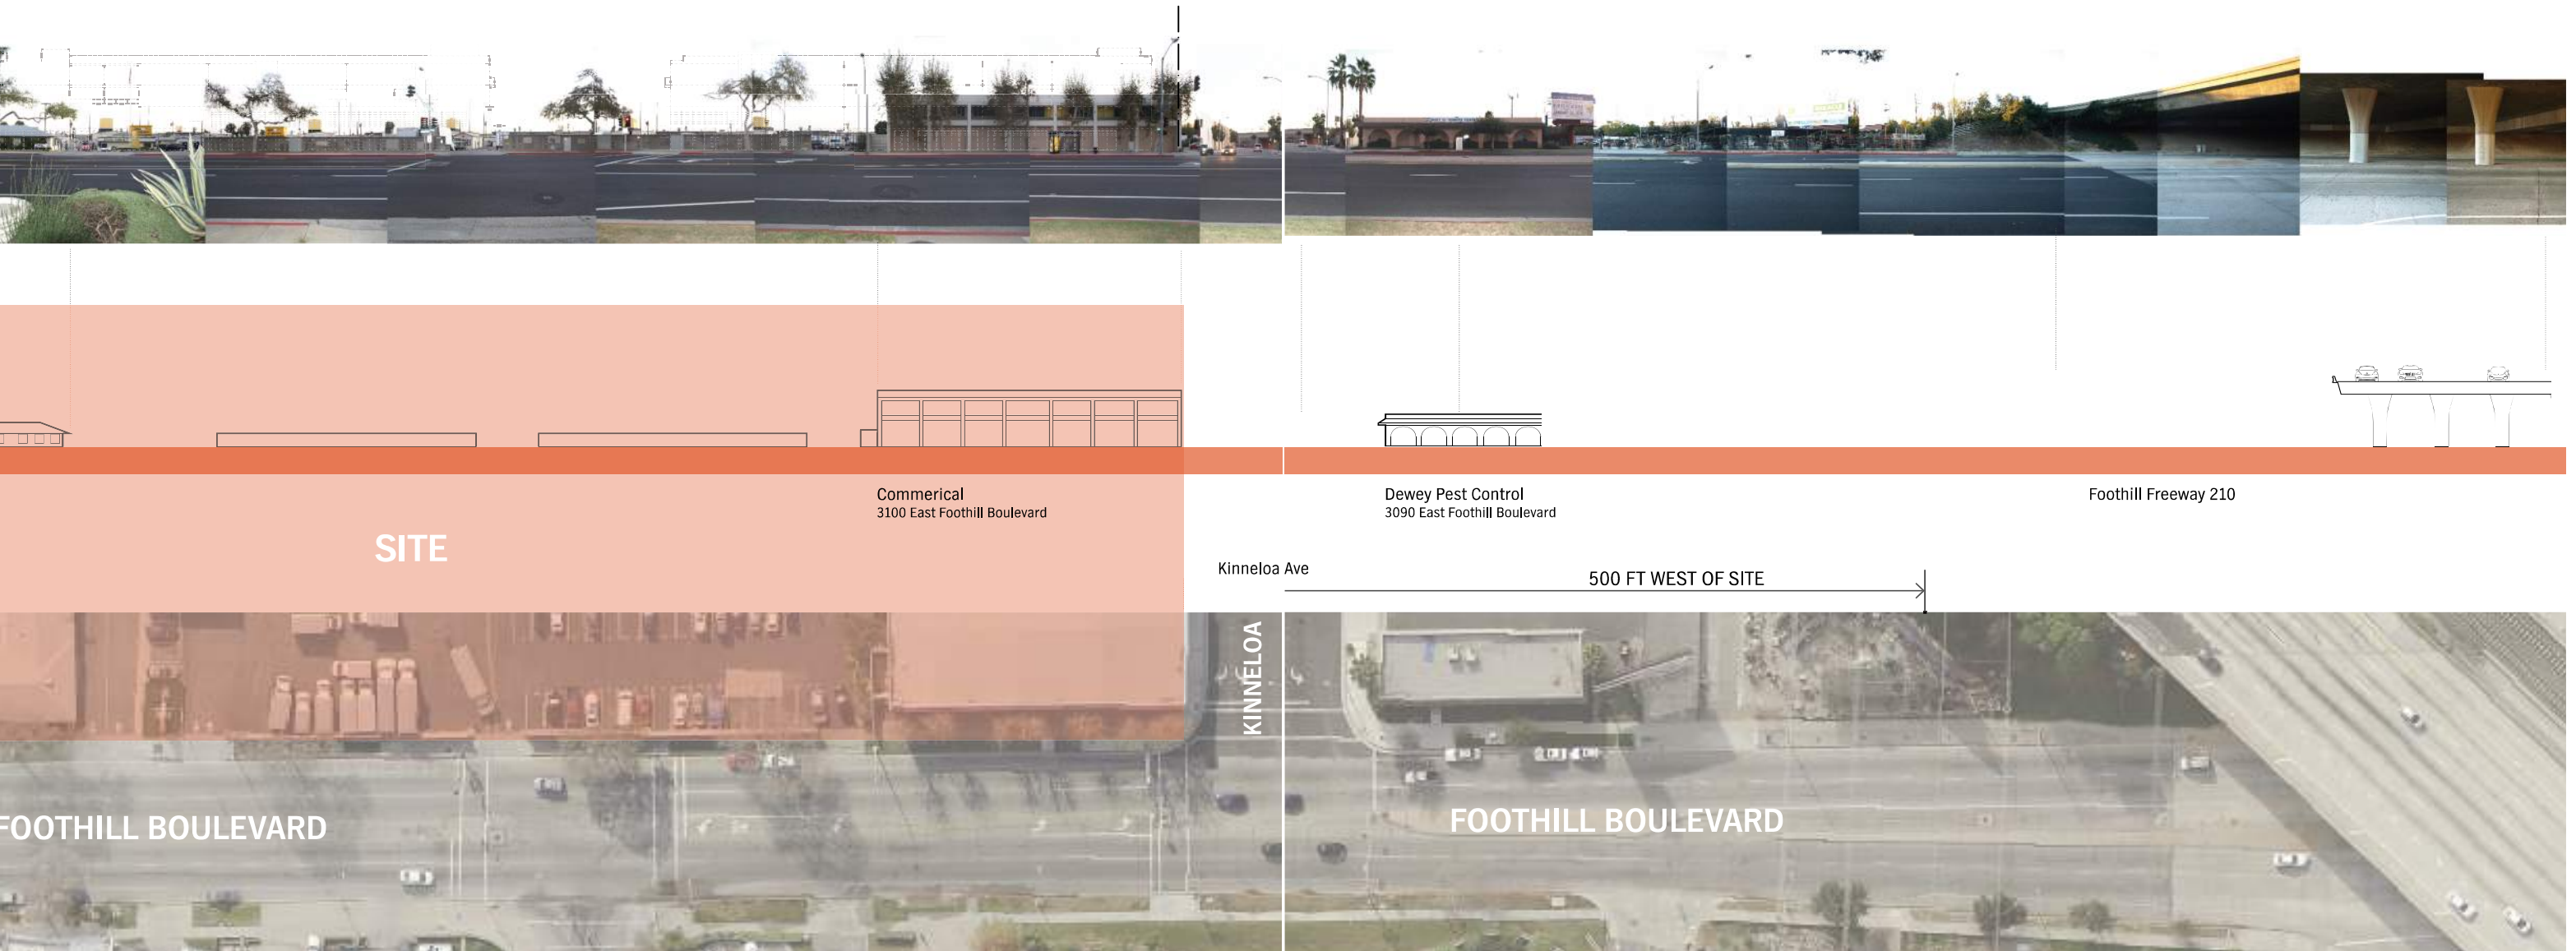 Commerical
3100 East Foothill Boulevard
Dewey Pest Control
3090 East Foothill Boulevard
Foothill Freeway 210
SITE
Kinneloa Ave
500 FT WEST OF SITE
KINNELOA
FOOTHILL BOULEVARD
FOOTHILL BOULEVARD